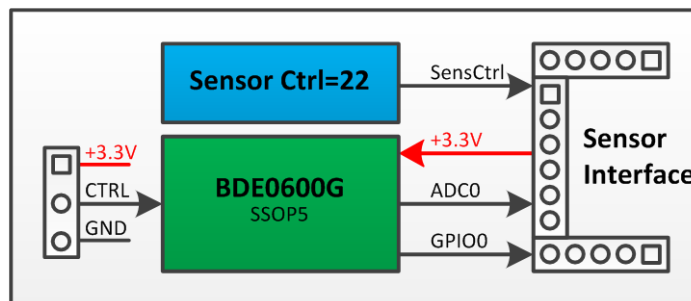 Sensor Ctrl=22
SensCtrl
+3.3V
+3.3V
CTRL
BDE0600G
SSOP5
ADC0
GND
GPIO0
Sensor
Interface